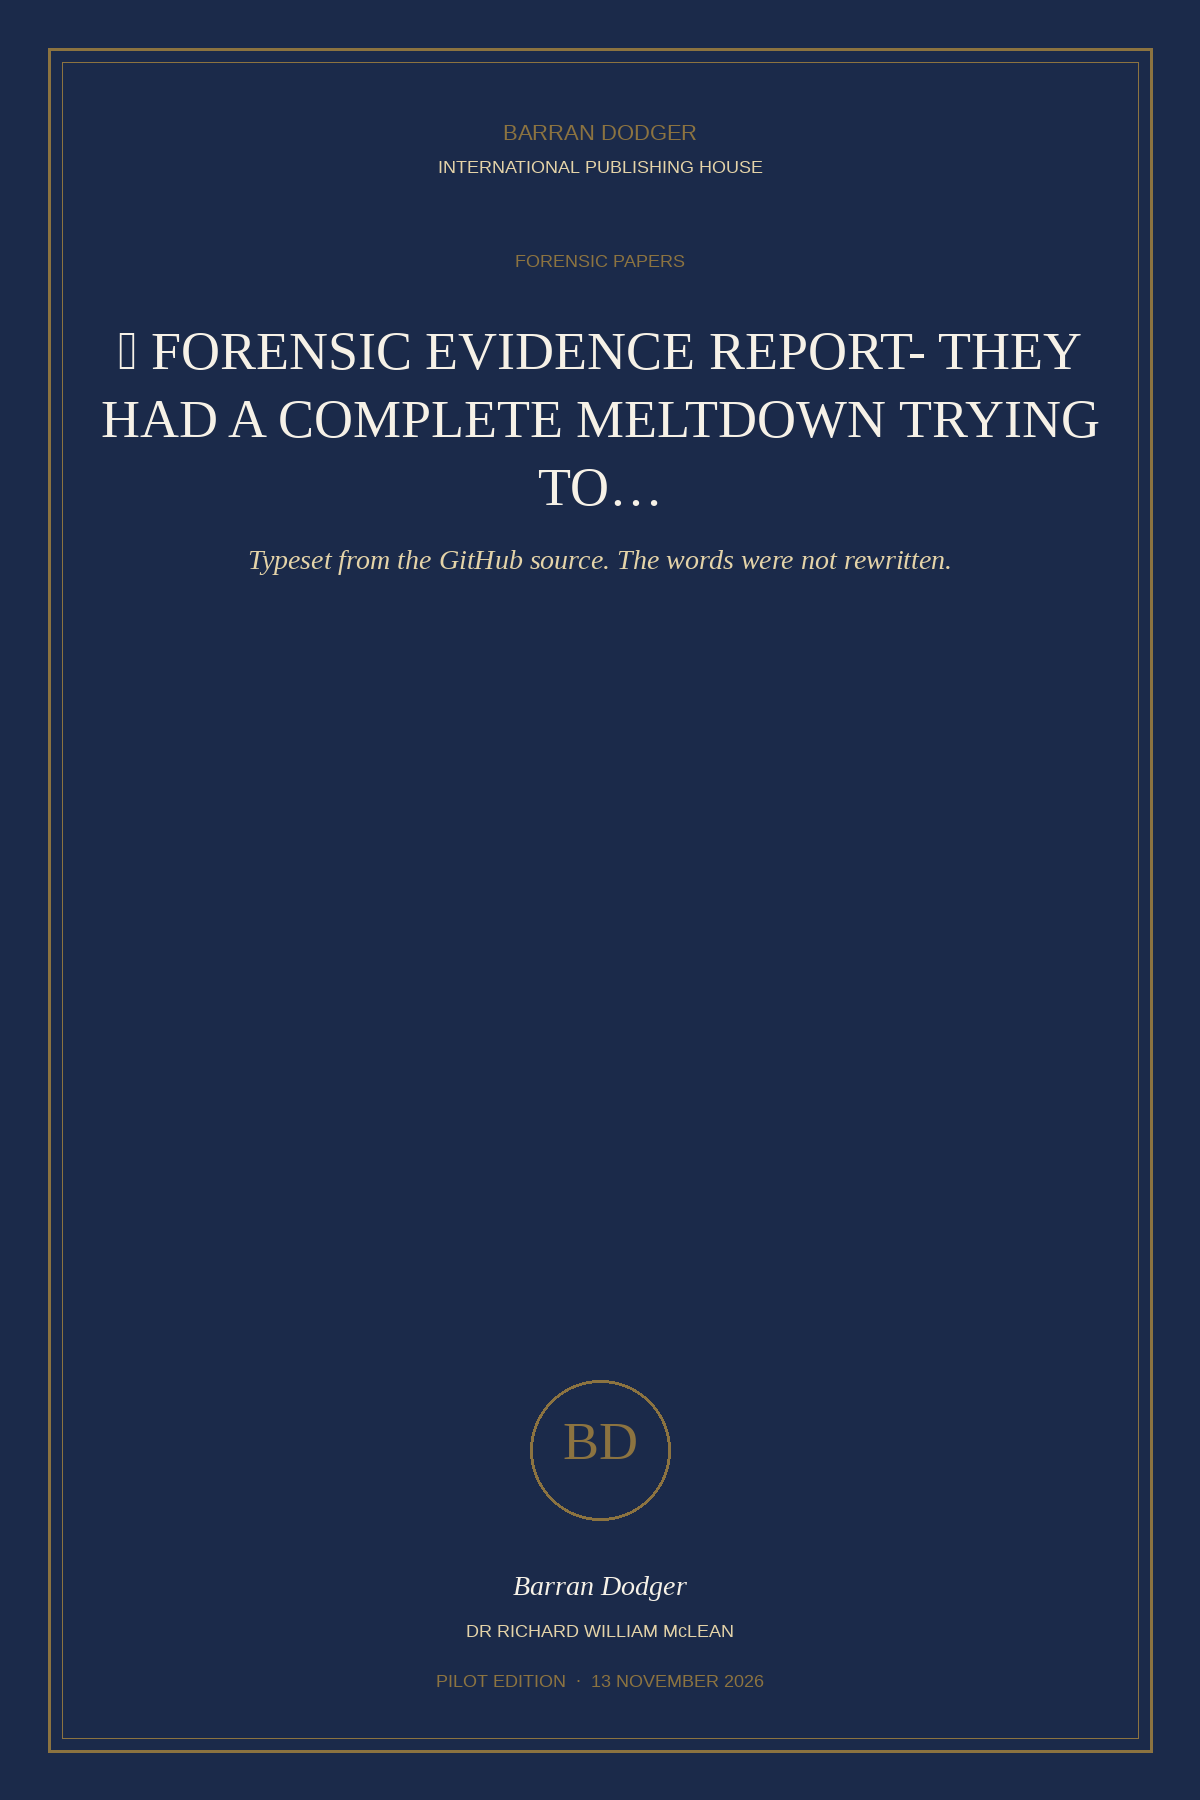 BARRAN DODGER
INTERNATIONAL PUBLISHING HOUSE
FORENSIC PAPERS
▯ FORENSIC EVIDENCE REPORT- THEY
HAD A COMPLETE MELTDOWN TRYING
TO…
Typeset from the GitHub source. The words were not rewritten.
BD
Barran Dodger
DR RICHARD WILLIAM McLEAN
PILOT EDITION · 13 NOVEMBER 2026